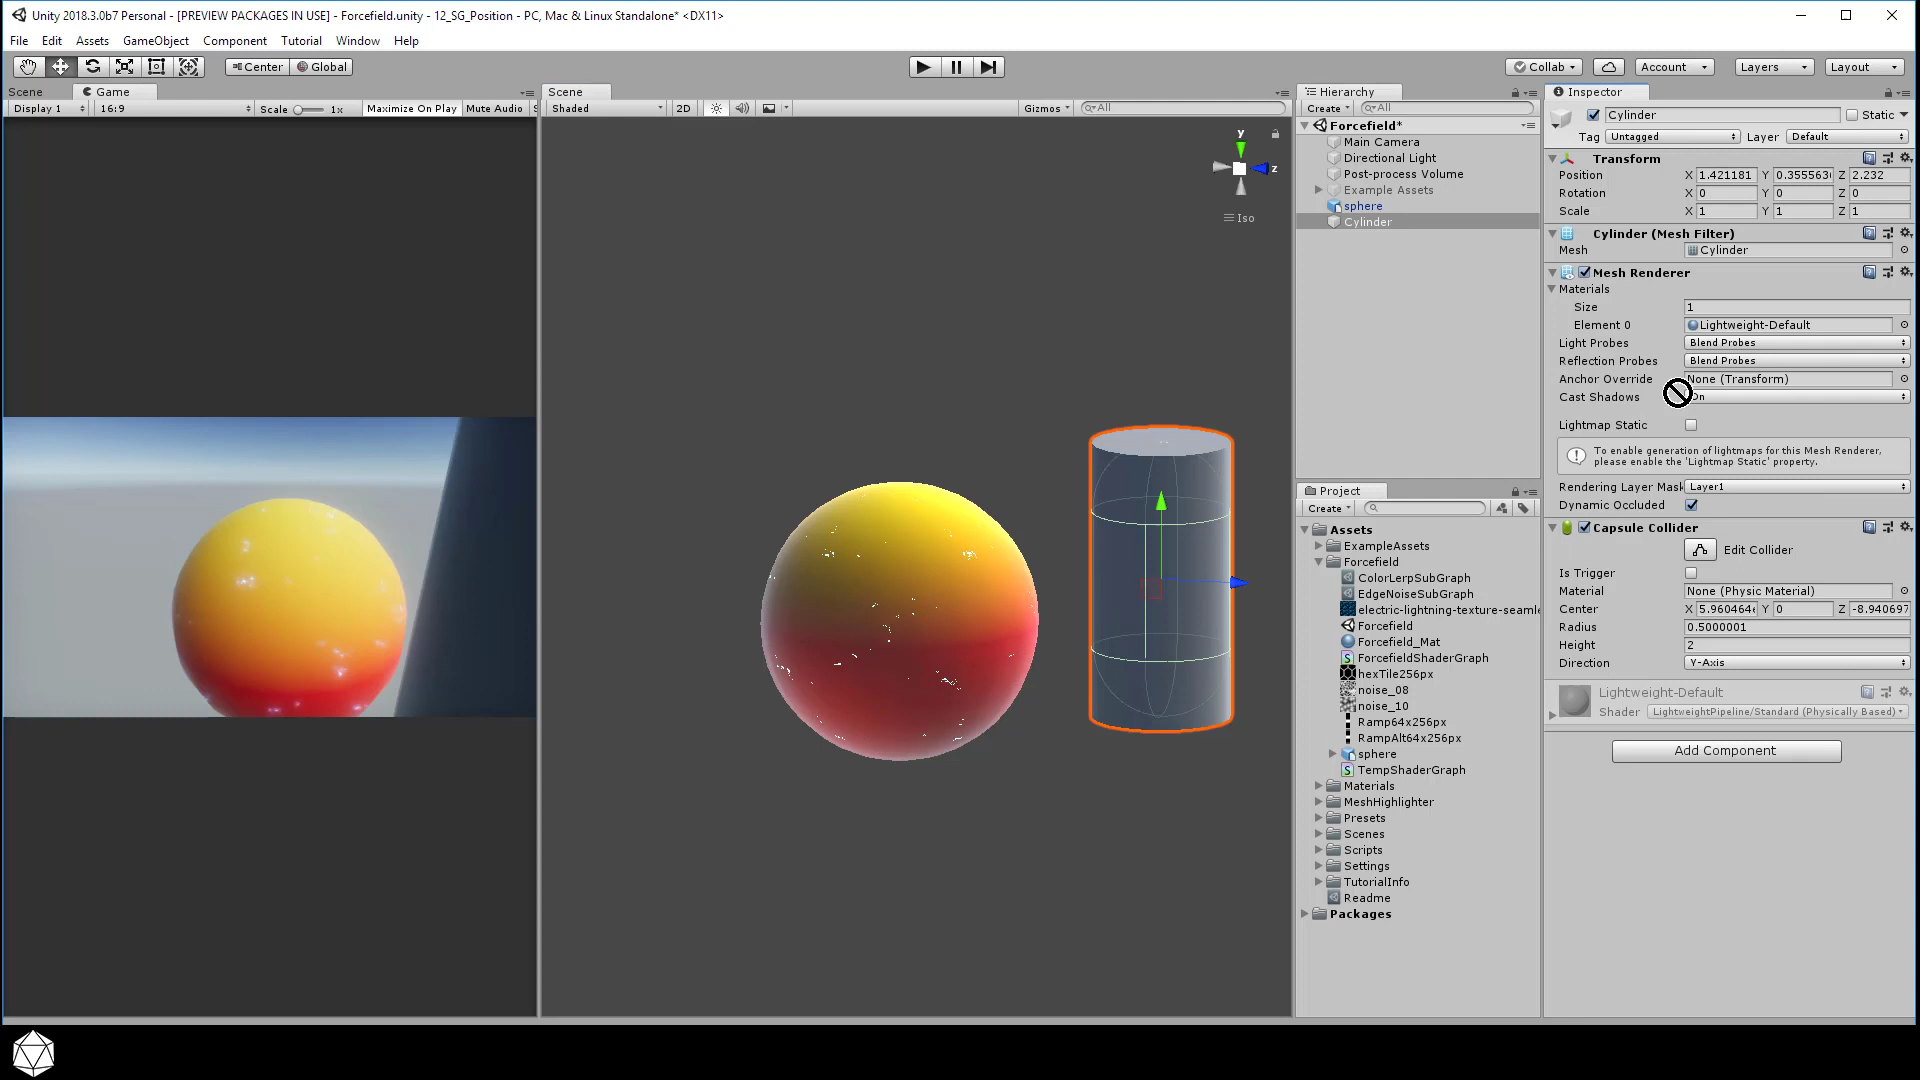 Unity 2018.3.0b7 Personal - [PREVIEW PACKAGES IN USE] - Forcefield.unity - 12_SG_Position - PC, Mac & Linux Standalone* <DX11>
File Edit Assets GameObject Component Tutorial Window Help
Center Global
Collab Account Layers Layout
Scene Game
Display 1 16:9 Scale 1x Maximize On Play Mute Audio S
Scene
Shaded 2D Gizmos All
y
z
Iso
Hierarchy
Create All
Forcefield*
Main Camera
Directional Light
Post-process Volume
Example Assets
sphere
Cylinder
Project
Create
Assets
ExampleAssets
Forcefield
ColorLerpSubGraph
EdgeNoiseSubGraph
electric-lightning-texture-seamle
Forcefield
Forcefield_Mat
ForcefieldShaderGraph
hexTile256px
noise_08
noise_10
Ramp64x256px
RampAlt64x256px
sphere
TempShaderGraph
Materials
MeshHighlighter
Presets
Scenes
Scripts
Settings
TutorialInfo
Readme
Packages
Inspector
Cylinder Static
Tag Untagged Layer Default
Transform
Position X 1.421181 Y 0.355563 Z 2.232
Rotation X 0 Y 0 Z 0
Scale X 1 Y 1 Z 1
Cylinder (Mesh Filter)
Mesh Cylinder
Mesh Renderer
Materials
Size 1
Element 0 Lightweight-Default
Light Probes Blend Probes
Reflection Probes Blend Probes
Anchor Override None (Transform)
Cast Shadows On
Lightmap Static
To enable generation of lightmaps for this Mesh Renderer,
please enable the 'Lightmap Static' property.
Rendering Layer Mask Layer1
Dynamic Occluded
Capsule Collider
Edit Collider
Is Trigger
Material None (Physic Material)
Center X 5.960464e Y 0 Z -8.940697
Radius 0.5000001
Height 2
Direction Y-Axis
Lightweight-Default
Shader LightweightPipeline/Standard (Physically Based)
Add Component